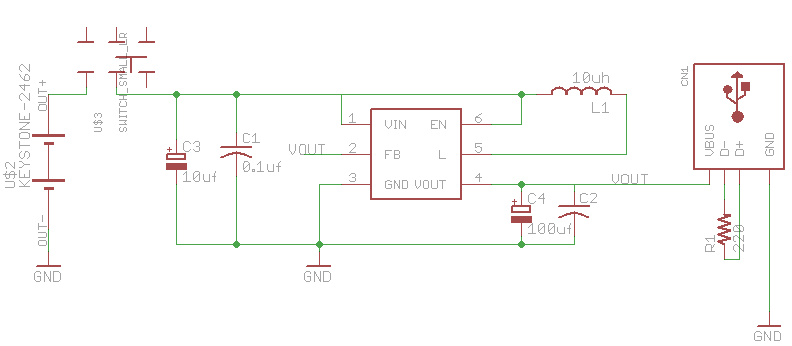 U$2
KEYSTONE-2462
OUT+
OUT-
GND
U$3
SWITCH_SMALL_LR
C3
10uf
C1
0.1uf
VOUT
1
2
3
VIN
FB
GND
EN
L
VOUT
6
5
4
GND
10uh
L1
C4
100uf
C2
VOUT
CN1
VBUS
D-
D+
GND
R1
220
GND